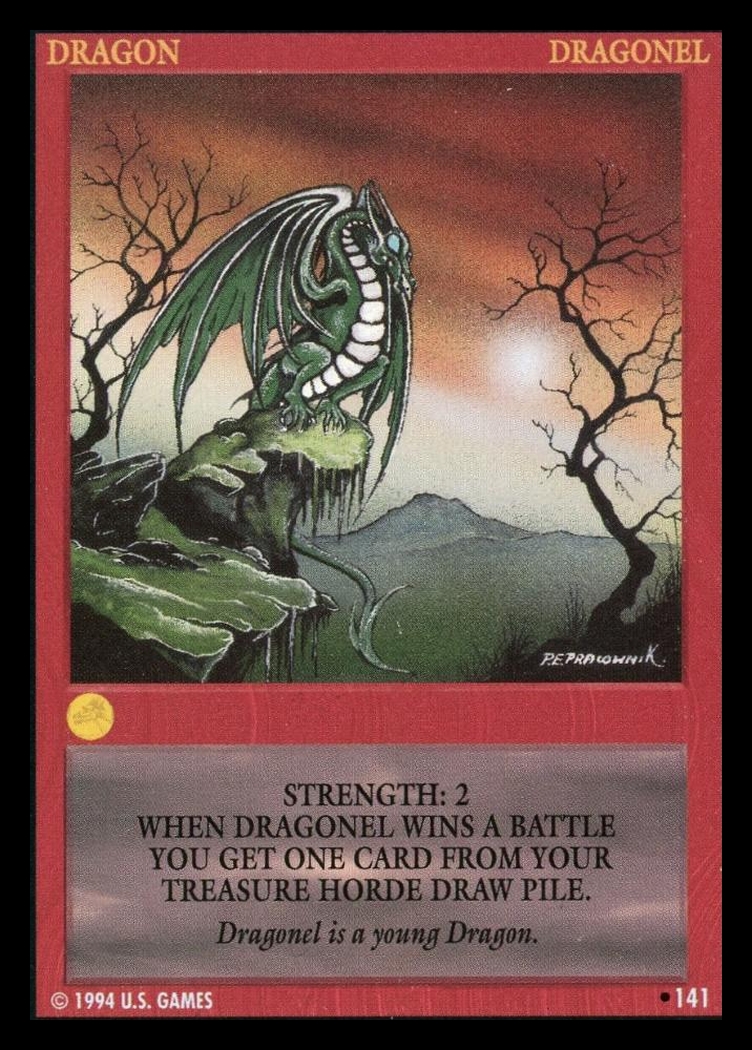 DRAGON
DRAGONEL
P.E. PRACOWNIK.
STRENGTH: 2
WHEN DRAGONEL WINS A BATTLE
YOU GET ONE CARD FROM YOUR
TREASURE HORDE DRAW PILE.
Dragonel is a young Dragon.
© 1994 U.S. GAMES
•141